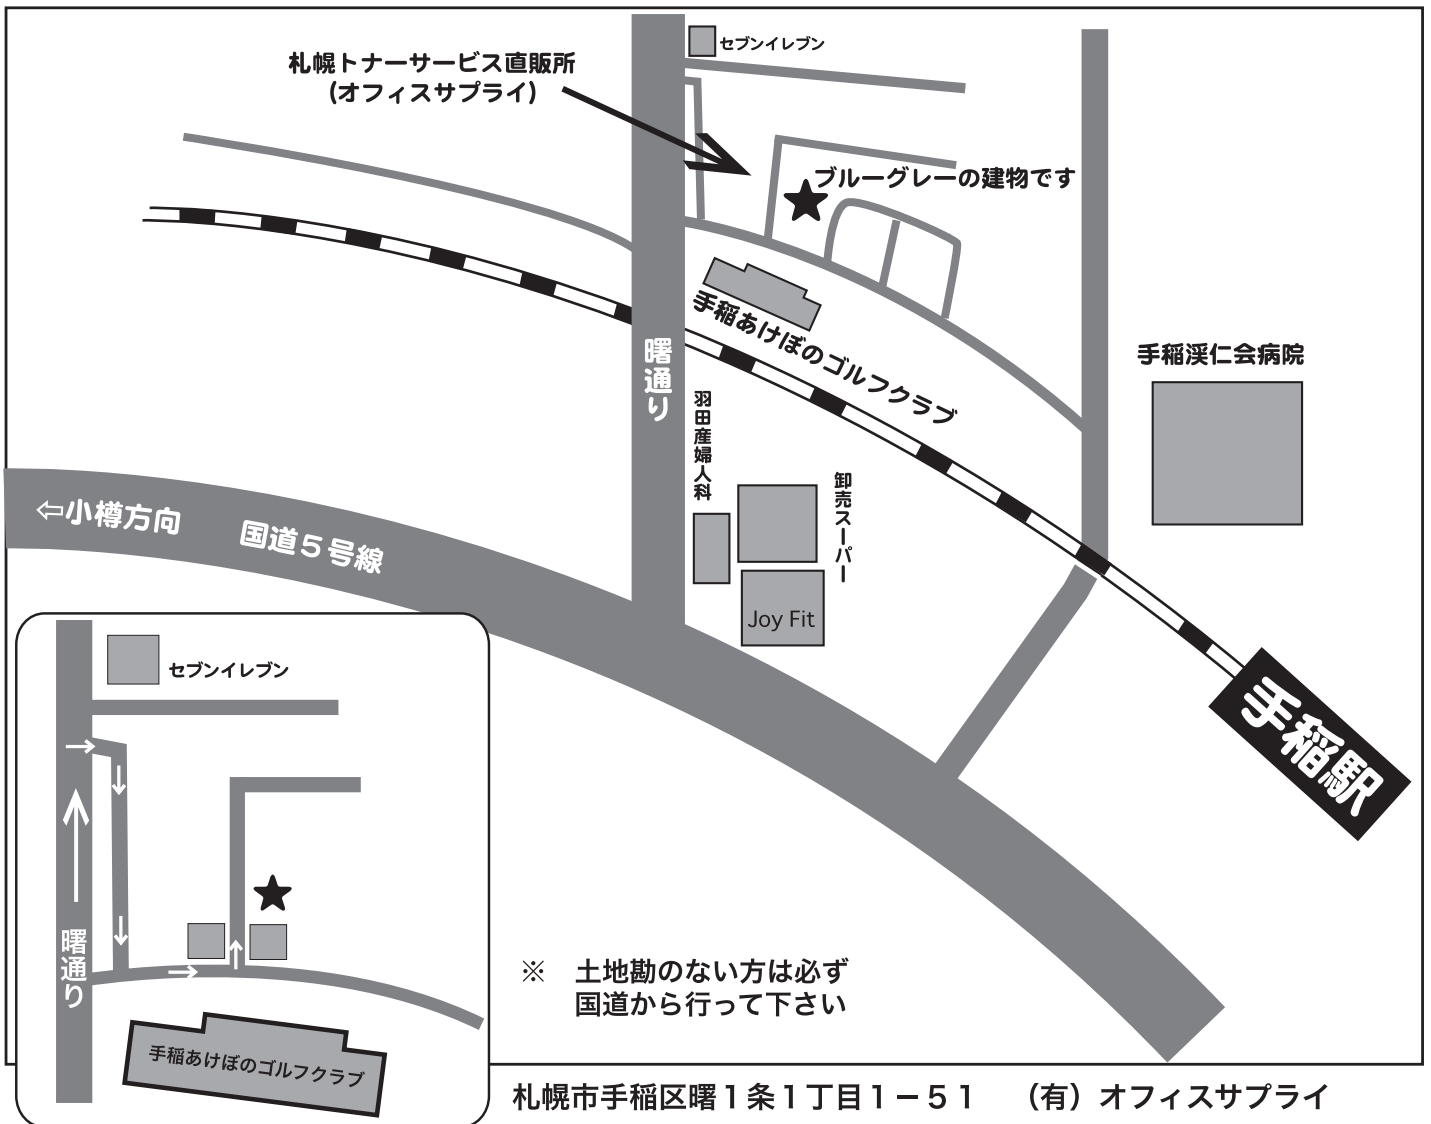 セブンイレブン
札幌トナーサービス直販所
(オフィスサプライ)
ブルーグレーの建物です
手稲あけぼのゴルフクラブ
曙通り
手稲渓仁会病院
羽田産婦人科
卸売スーパー
Joy Fit
⇦小樽方向　国道５号線
手稲駅
セブンイレブン
曙通り
手稲あけぼのゴルフクラブ
※　土地勘のない方は必ず
国道から行って下さい
札幌市手稲区曙１条１丁目１－５１　（有）オフィスサプライ